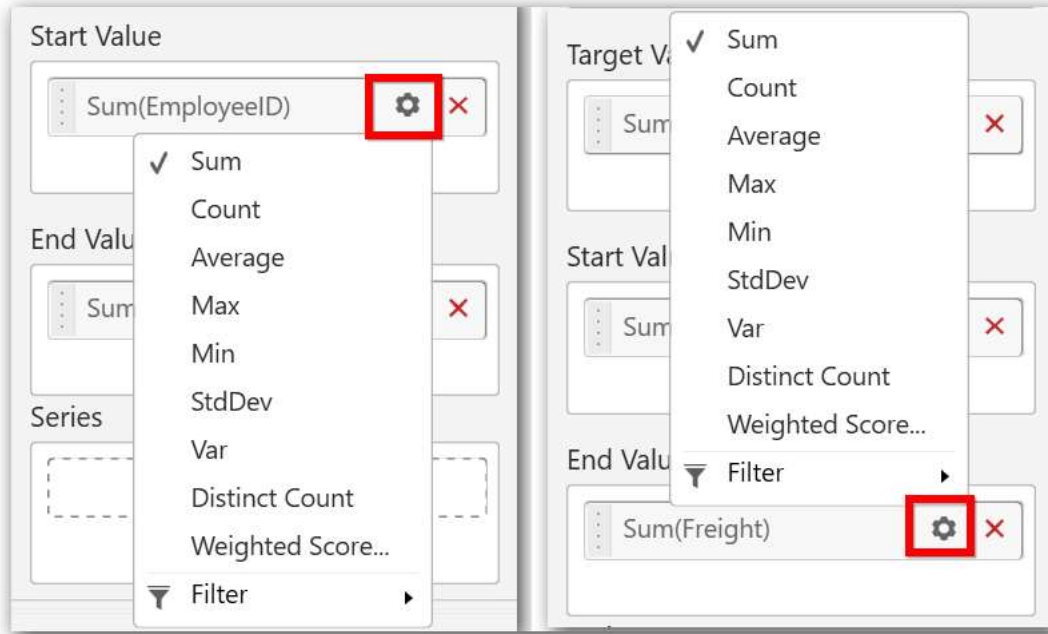 Start Value
Sum(EmployeeID)
Sum
Count
End Valu
Average
Sum
Max
Min
StdDev
Series
Var
Distinct Count
Weighted Score...
Filter
Sum
Target Va
Count
Sum
Average
Max
Min
Start Val
StdDev
Sum
Var
Distinct Count
Weighted Score...
End Valu
Filter
Sum(Freight)